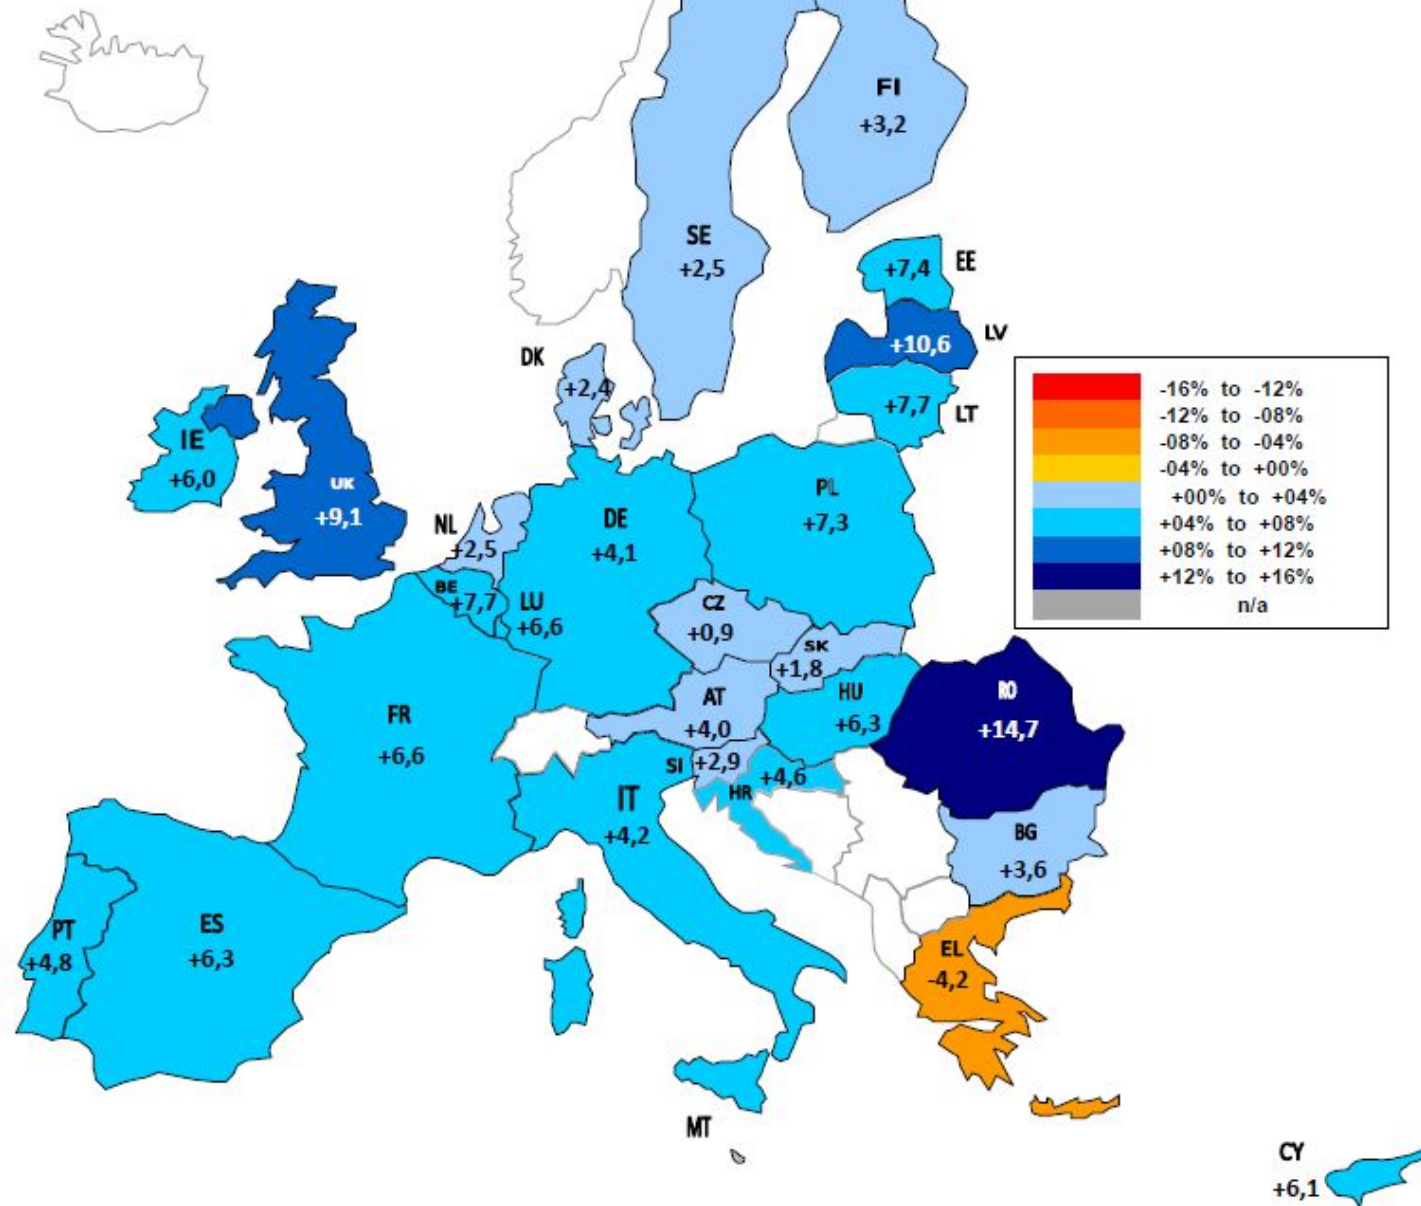 FI
+3,2
SE
+2,5
EE
+7,4
LV
+10,6
DK
+2,4
LT
+7,7
-16% to -12%
-12% to -08%
-08% to -04%
-04% to +00%
+00% to +04%
+04% to +08%
+08% to +12%
+12% to +16%
n/a
IE
+6,0
UK
+9,1
NL
+2,5
DE
+4,1
PL
+7,3
BE
+7,7
LU
+6,6
CZ
+0,9
SK
+1,8
AT
+4,0
HU
+6,3
RO
+14,7
FR
+6,6
SI
+2,9
HR
+4,6
IT
+4,2
BG
+3,6
PT
+4,8
ES
+6,3
EL
-4,2
MT
CY
+6,1